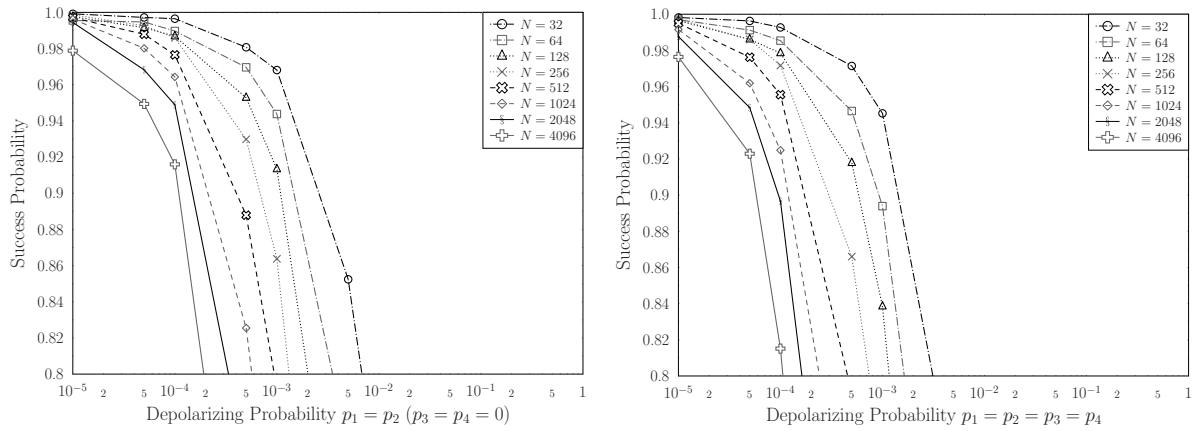 Success Probability
1.0
0.98
0.96
0.94
0.92
0.9
0.88
0.86
0.84
0.82
0.8
10^−5 2 5 10^−4 2 5 10^−3 2 5 10^−2 2 5 10^−1 2 5 1
Depolarizing Probability p₁ = p₂ (p₃ = p₄ = 0)
N = 32
N = 64
N = 128
N = 256
N = 512
N = 1024
N = 2048
N = 4096
Success Probability
1.0
0.98
0.96
0.94
0.92
0.9
0.88
0.86
0.84
0.82
0.8
10^−5 2 5 10^−4 2 5 10^−3 2 5 10^−2 2 5 10^−1 2 5 1
Depolarizing Probability p₁ = p₂ = p₃ = p₄
N = 32
N = 64
N = 128
N = 256
N = 512
N = 1024
N = 2048
N = 4096